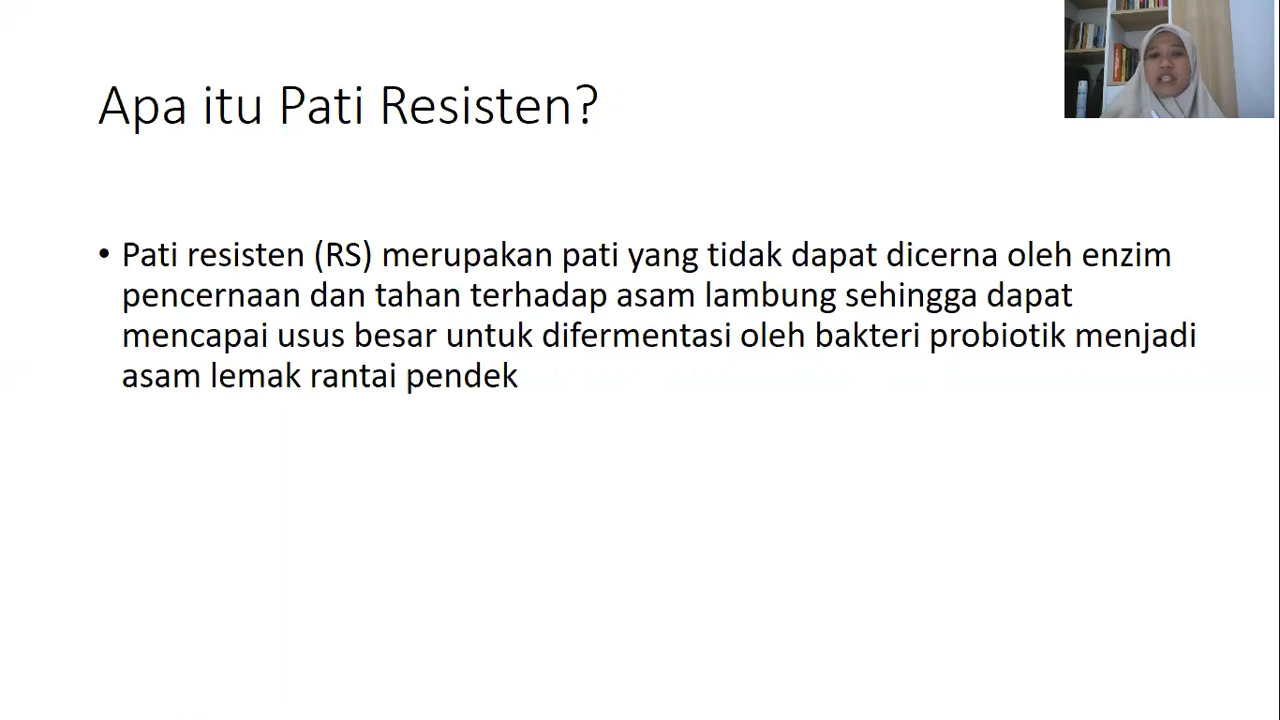 Apa itu Pati Resisten?
• Pati resisten (RS) merupakan pati yang tidak dapat dicerna oleh enzim
pencernaan dan tahan terhadap asam lambung sehingga dapat
mencapai usus besar untuk difermentasi oleh bakteri probiotik menjadi
asam lemak rantai pendek